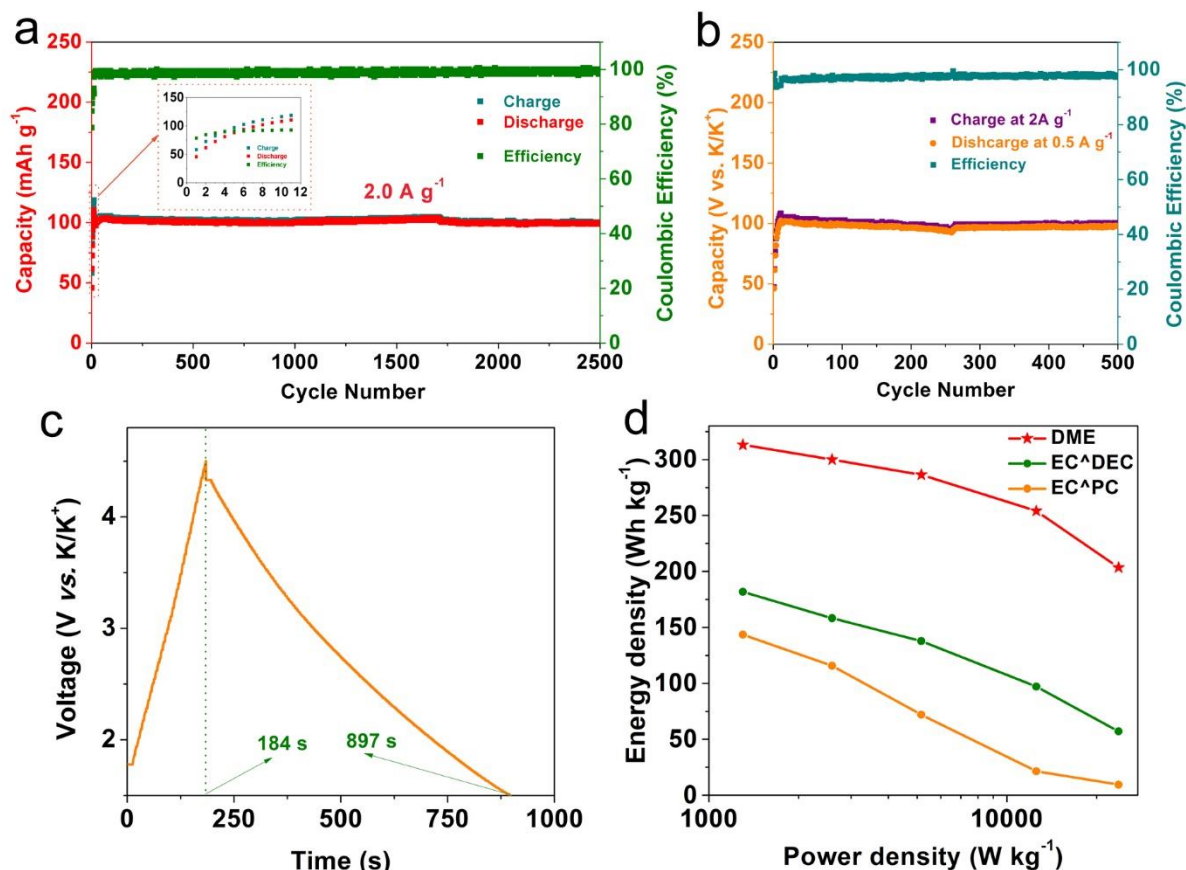 a
250
200
150
100
50
0
Capacity (mAh g⁻¹)
100
80
60
40
20
0
Coulombic Efficiency (%)
150
100
50
0
0 2 4 6 8 10 12
Charge
Discharge
Efficiency
Charge
Discharge
Efficiency
2.0 A g⁻¹
0 500 1000 1500 2000 2500
Cycle Number
b
250
200
150
100
50
0
Capacity (V vs. K/K⁺)
100
80
60
40
20
0
Coulombic Efficiency (%)
Charge at 2A g⁻¹
Dishcarge at 0.5 A g⁻¹
Efficiency
0 100 200 300 400 500
Cycle Number
c
4
2
Voltage (V vs. K/K⁺)
184 s
897 s
0 250 500 750 1000
Time (s)
d
300
250
200
150
100
50
0
Energy density (Wh kg⁻¹)
DME
EC^DEC
EC^PC
1000 10000
Power density (W kg⁻¹)